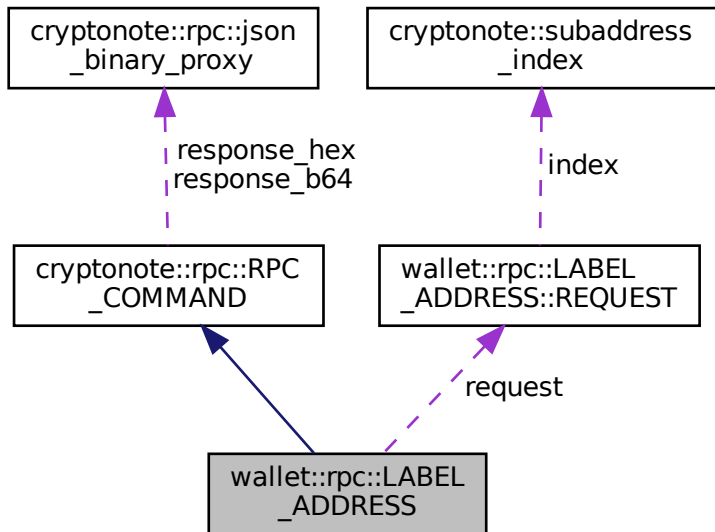 cryptonote::rpc::json
_binary_proxy
cryptonote::subaddress
_index
response_hex
response_b64
index
cryptonote::rpc::RPC
_COMMAND
wallet::rpc::LABEL
_ADDRESS::REQUEST
request
wallet::rpc::LABEL
_ADDRESS